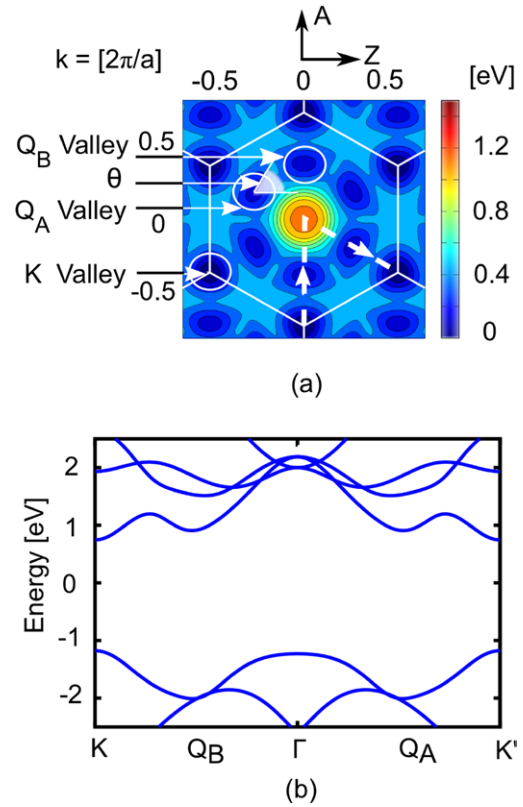 A
Z
k = [2π/a]
-0.5 0 0.5 [eV]
Q_B Valley 0.5
θ
Q_A Valley 0
K Valley -0.5
1.2
0.8
0.4
0
(a)
Energy [eV]
2
1
0
-1
-2
K Q_B Γ Q_A K'
(b)